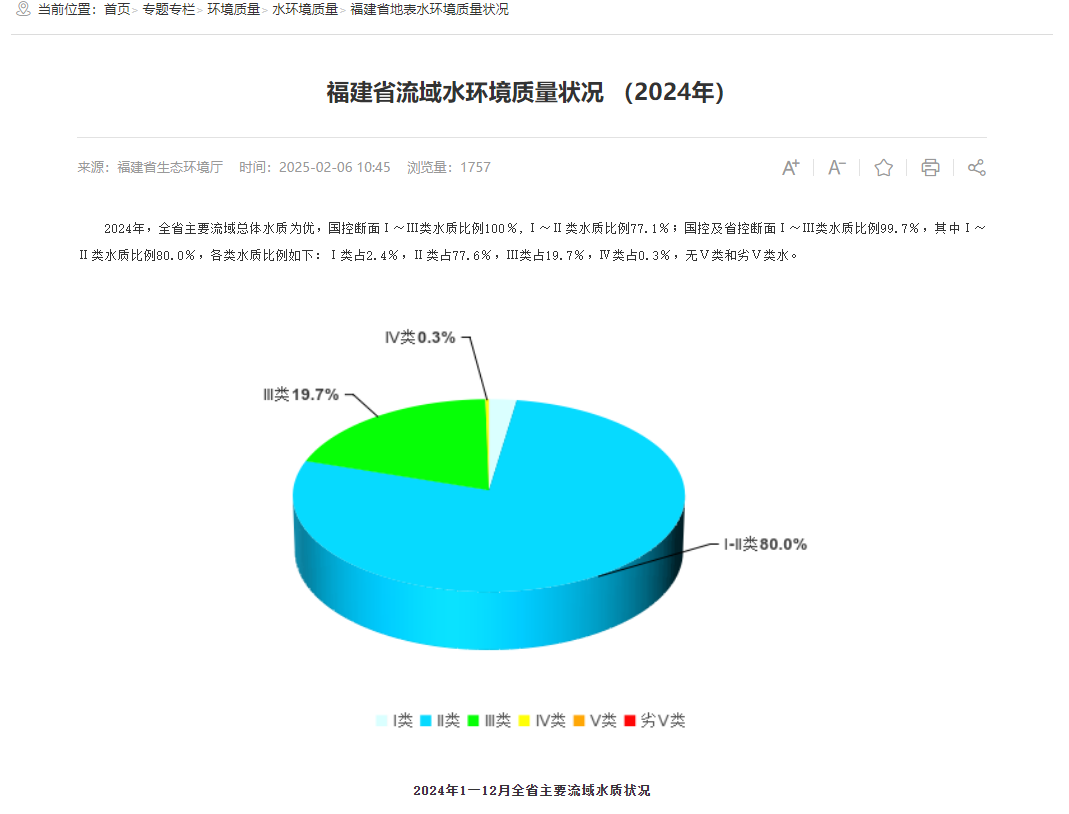 当前位置：首页> 专题专栏> 环境质量> 水环境质量> 福建省地表水环境质量状况
福建省流域水环境质量状况 （2024年）
来源：福建省生态环境厅 时间：2025-02-06 10:45 浏览量：1757
A+ A−
2024年，全省主要流域总体水质为优，国控断面Ⅰ～Ⅲ类水质比例100％, Ⅰ～Ⅱ类水质比例77.1％；国控及省控断面Ⅰ～Ⅲ类水质比例99.7％，其中Ⅰ～
Ⅱ类水质比例80.0％，各类水质比例如下：Ⅰ类占2.4％，Ⅱ类占77.6％，Ⅲ类占19.7％，Ⅳ类占0.3％，无Ⅴ类和劣Ⅴ类水。
Ⅳ类0.3%
Ⅲ类19.7%
Ⅰ-Ⅱ类80.0%
Ⅰ类 Ⅱ类 Ⅲ类 Ⅳ类 Ⅴ类 劣Ⅴ类
2024年1—12月全省主要流域水质状况